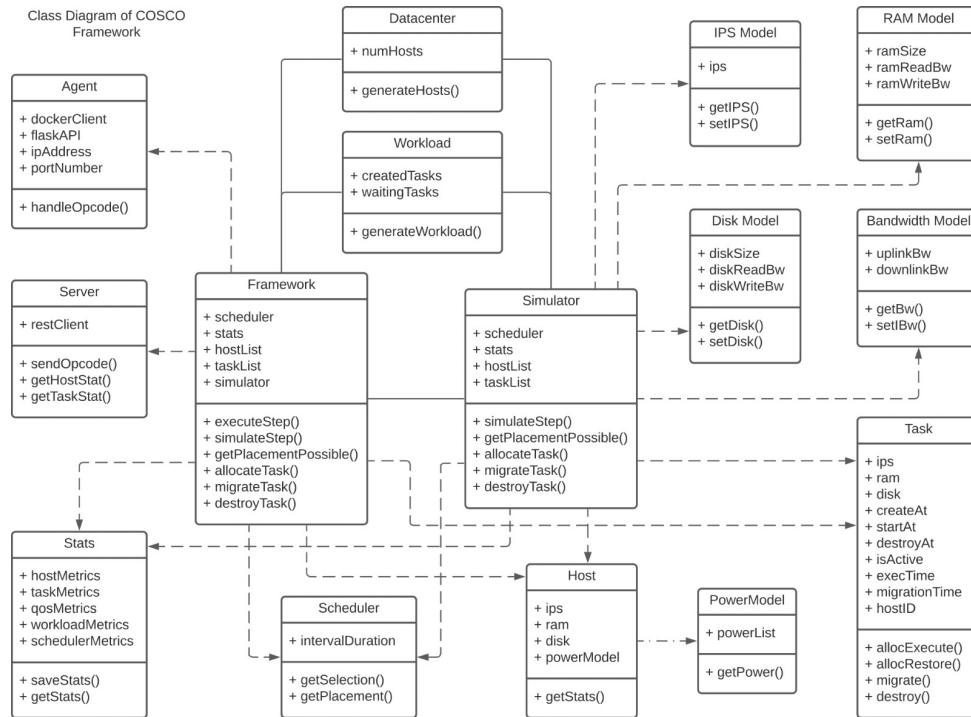 Class Diagram of COSCO
Framework
Datacenter
+ numHosts
+ generateHosts()
IPS Model
+ ips
+ getIPS()
+ setIPS()
RAM Model
+ ramSize
+ ramReadBw
+ ramWriteBw
+ getRam()
+ setRam()
Agent
+ dockerClient
+ flaskAPI
+ ipAddress
+ portNumber
+ handleOpcode()
Workload
+ createdTasks
+ waitingTasks
+ generateWorkload()
Disk Model
+ diskSize
+ diskReadBw
+ diskWriteBw
+ getDisk()
+ setDisk()
Bandwidth Model
+ uplinkBw
+ downlinkBw
+ getBw()
+ setIBw()
Server
+ restClient
+ sendOpcode()
+ getHostStat()
+ getTaskStat()
Framework
+ scheduler
+ stats
+ hostList
+ taskList
+ simulator
+ executeStep()
+ simulateStep()
+ getPlacementPossible()
+ allocateTask()
+ migrateTask()
+ destroyTask()
Simulator
+ scheduler
+ stats
+ hostList
+ taskList
+ simulateStep()
+ getPlacementPossible()
+ allocateTask()
+ migrateTask()
+ destroyTask()
Task
+ ips
+ ram
+ disk
+ createAt
+ startAt
+ destroyAt
+ isActive
+ execTime
+ migrationTime
+ hostID
+ allocExecute()
+ allocRestore()
+ migrate()
+ destroy()
Stats
+ hostMetrics
+ taskMetrics
+ qosMetrics
+ workloadMetrics
+ schedulerMetrics
+ saveStats()
+ getStats()
Scheduler
+ intervalDuration
+ getSelection()
+ getPlacement()
Host
+ ips
+ ram
+ disk
+ powerModel
+ getStats()
PowerModel
+ powerList
+ getPower()